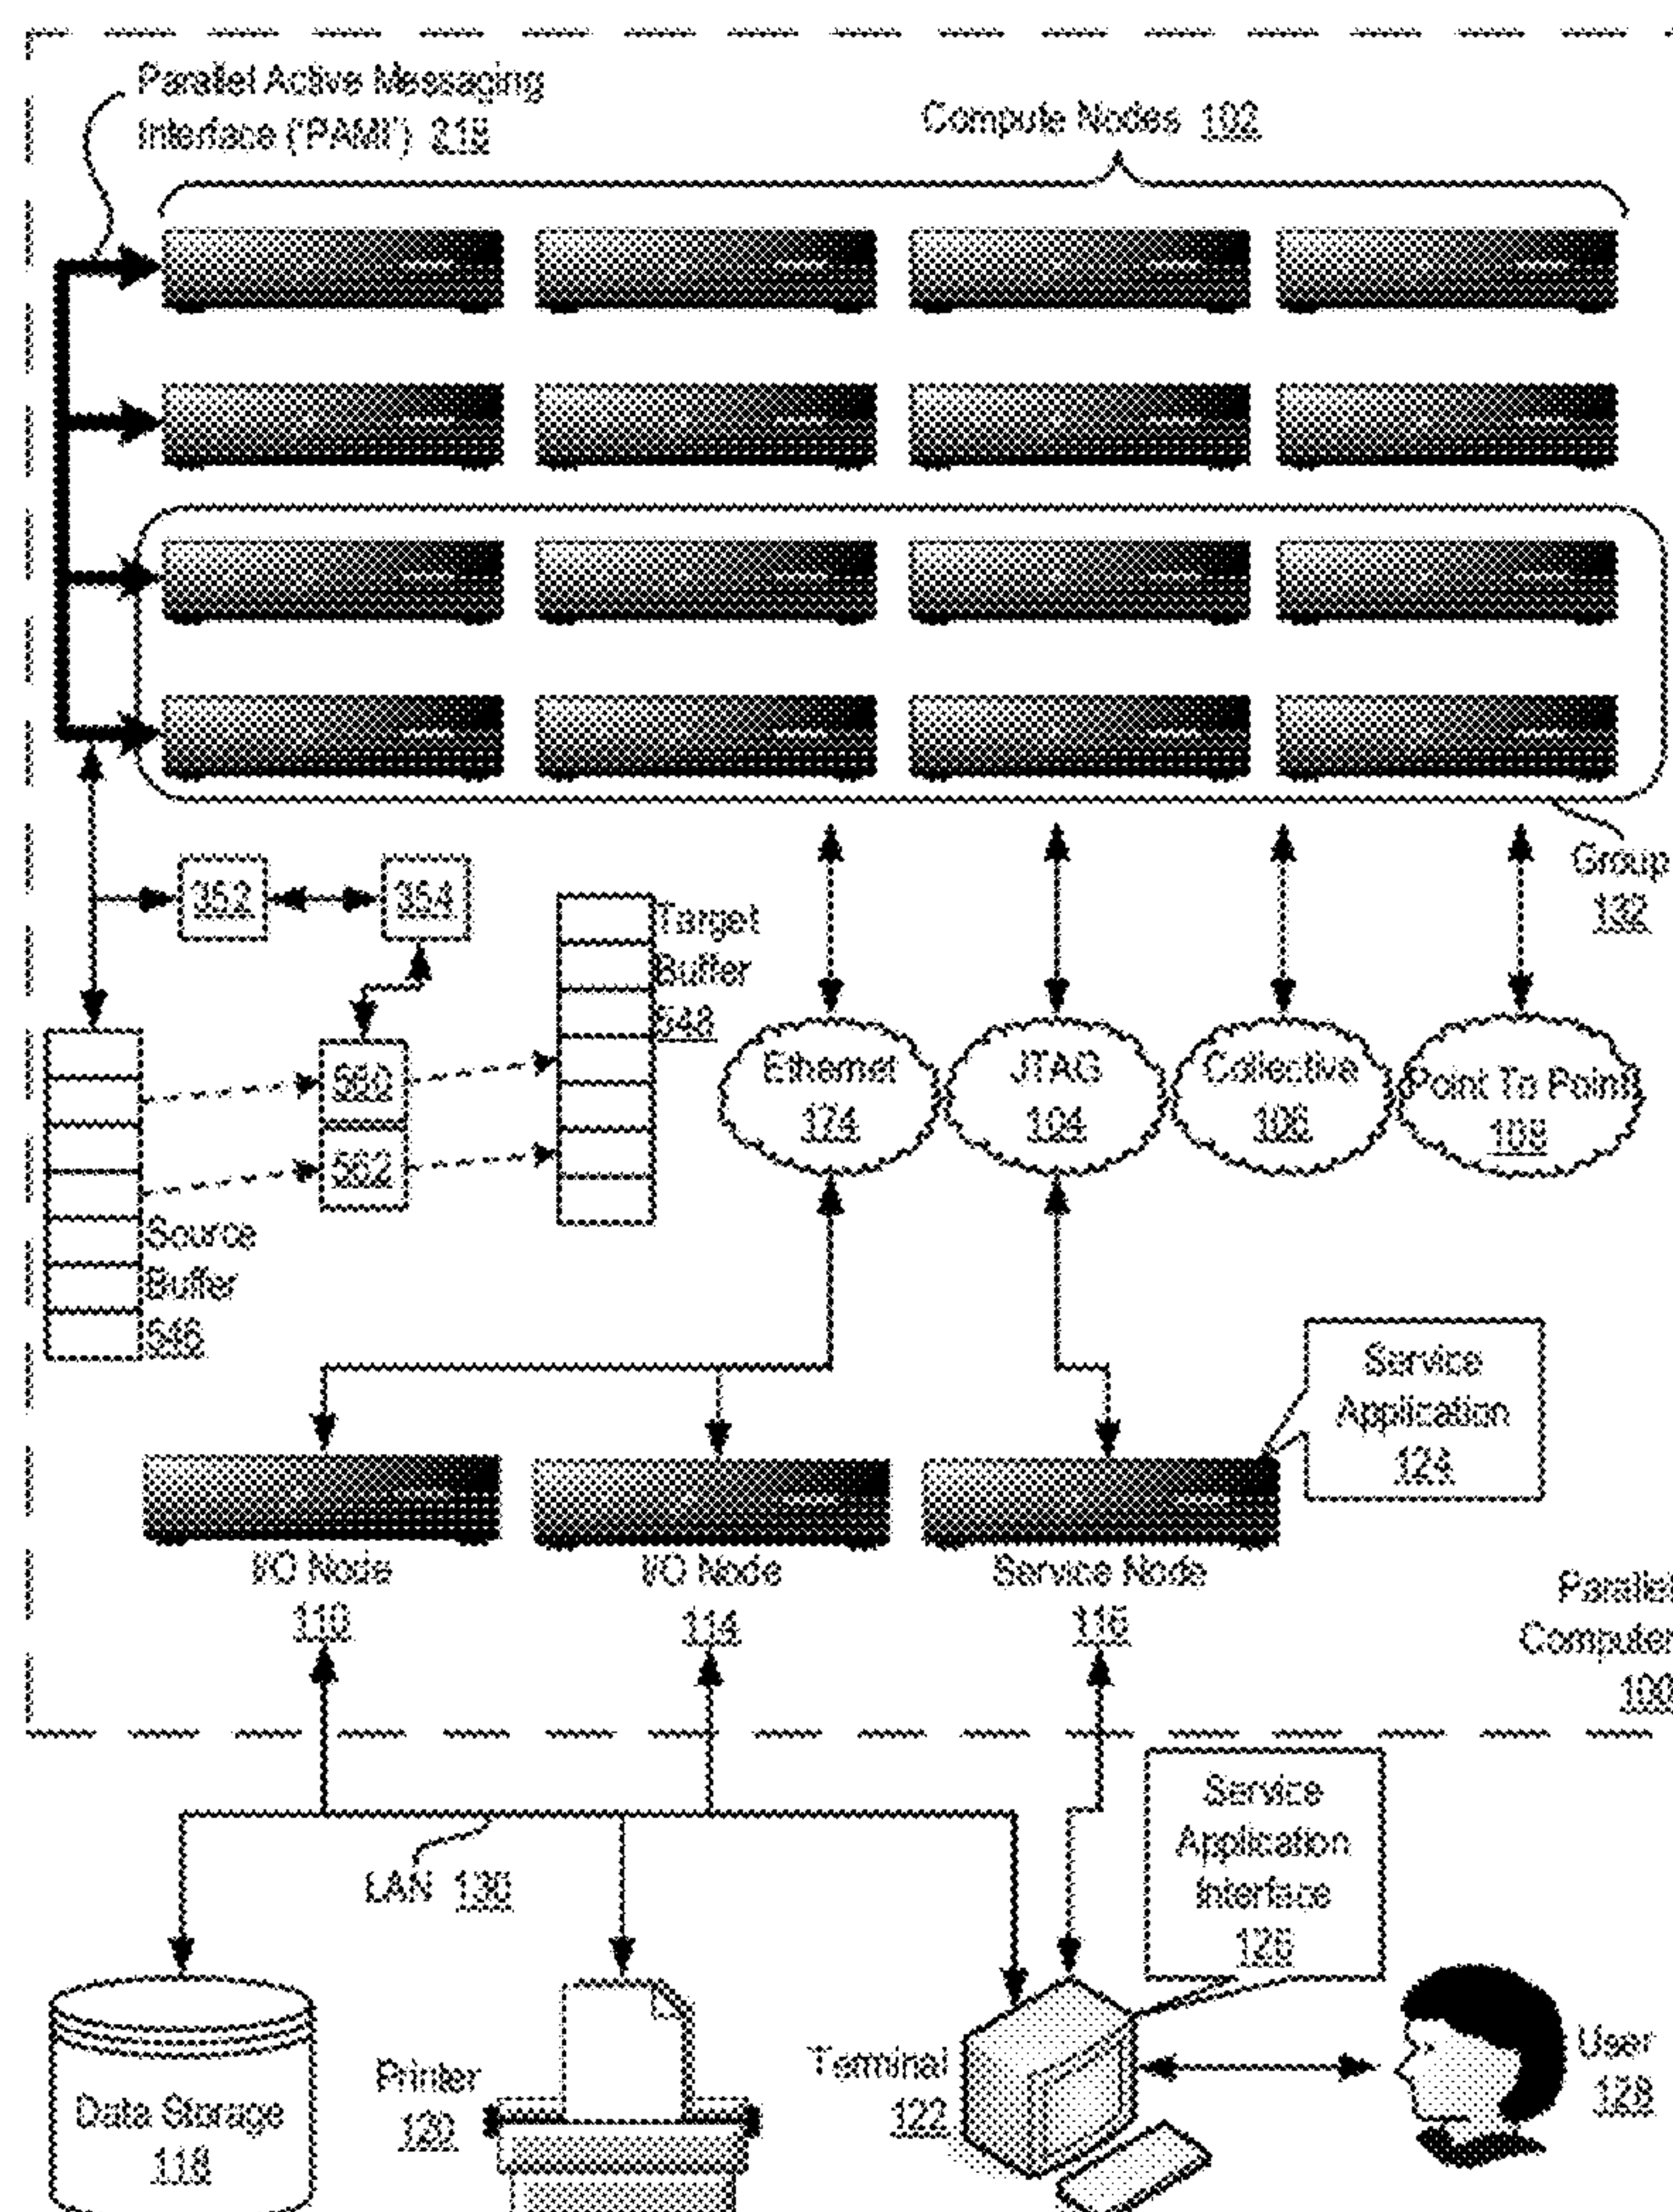 Parallel Active Messaging
Interface ('PAMI') 218
Compute Nodes 102
Group
132
352
354
Target
Buffer
548
Ethernet
174
JTAG
104
Collective
106
Point To Point
108
560
562
Source
Buffer
546
Service
Application
124
I/O Node
110
I/O Node
114
Service Node
116
Parallel
Computer
100
LAN 130
Service
Application
Interface
126
Data Storage
118
Printer
120
Terminal
122
User
128